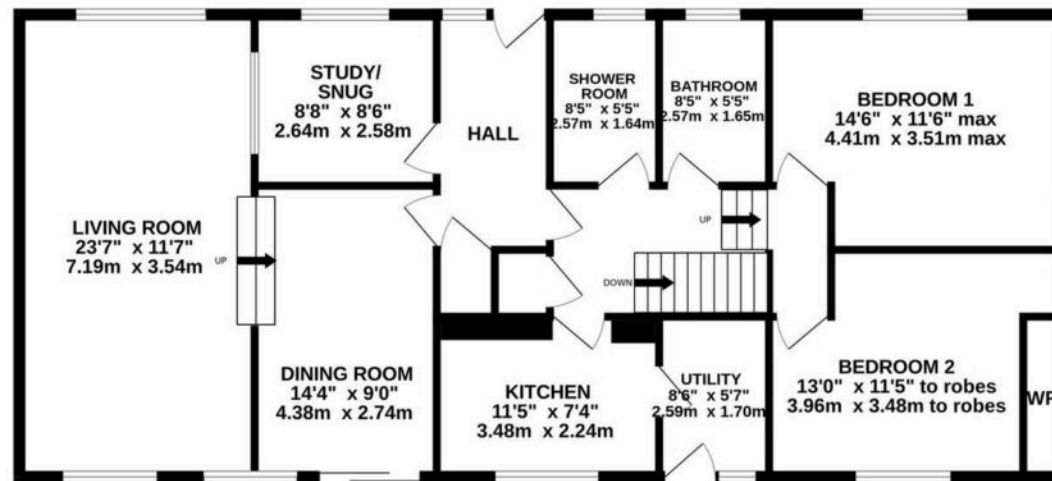 LIVING ROOM
23'7" x 11'7"
7.19m x 3.54m
UP
STUDY/
SNUG
8'8" x 8'6"
2.64m x 2.58m
DINING ROOM
14'4" x 9'0"
4.38m x 2.74m
HALL
SHOWER
ROOM
8'5" x 5'5"
2.57m x 1.64m
BATHROOM
8'5" x 5'5"
2.57m x 1.65m
UP
DOWN
KITCHEN
11'5" x 7'4"
3.48m x 2.24m
UTILITY
8'6" x 5'7"
2.59m x 1.70m
BEDROOM 1
14'6" x 11'6" max
4.41m x 3.51m max
BEDROOM 2
13'0" x 11'5" to robes
3.96m x 3.48m to robes